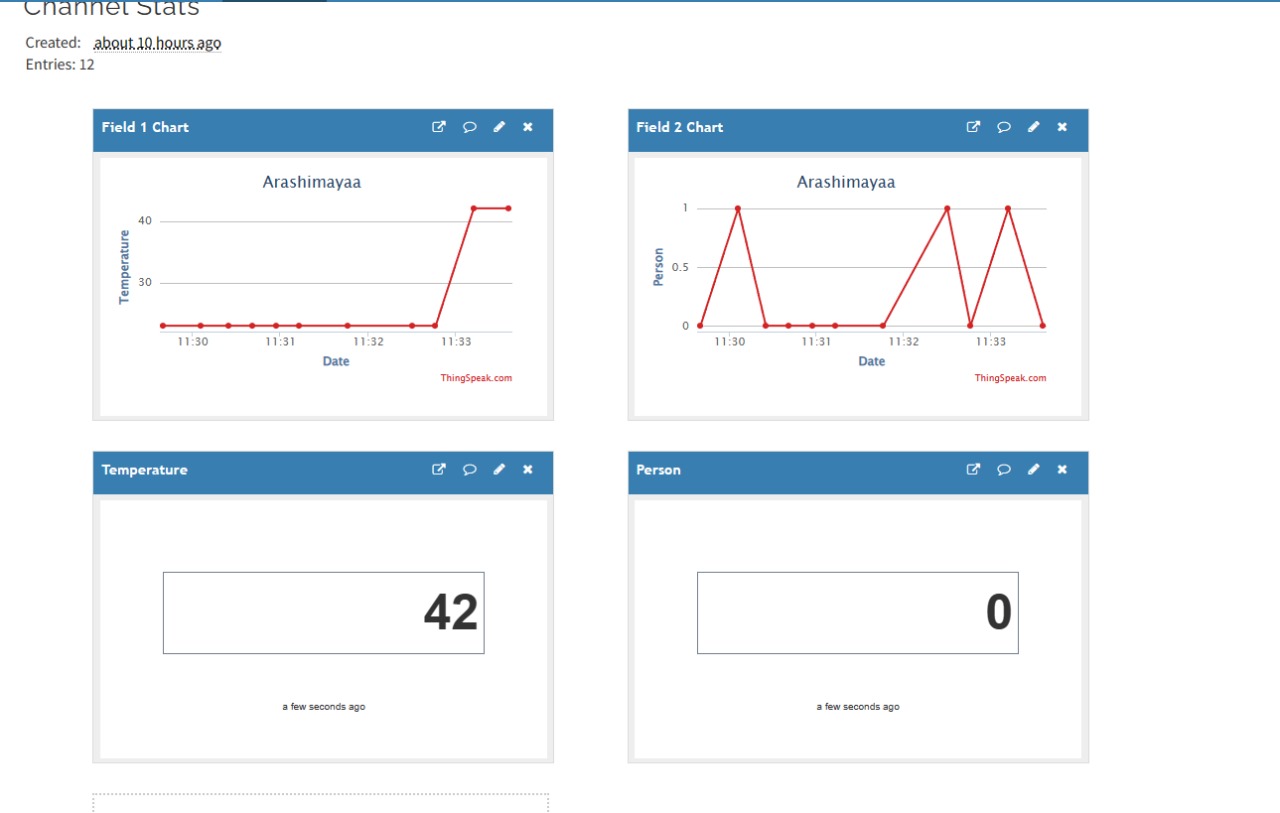 Channel Stats
Created: about 10 hours ago
Entries: 12
Field 1 Chart
Arashimayaa
Temperature
40
30
11:30 11:31 11:32 11:33
Date
ThingSpeak.com
Field 2 Chart
Arashimayaa
Person
1
0.5
0
11:30 11:31 11:32 11:33
Date
ThingSpeak.com
Temperature
42
a few seconds ago
Person
0
a few seconds ago